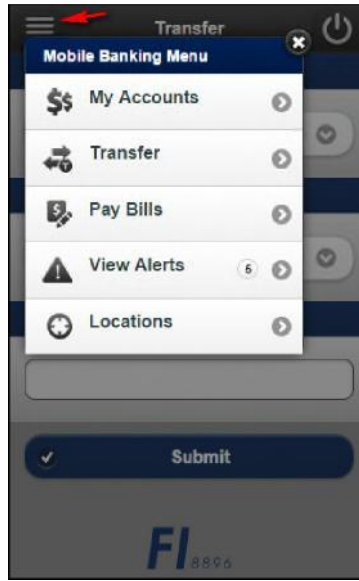 Transfer
Mobile Banking Menu
My Accounts
Transfer
Pay Bills
View Alerts 6
Locations
Submit
FI 8896